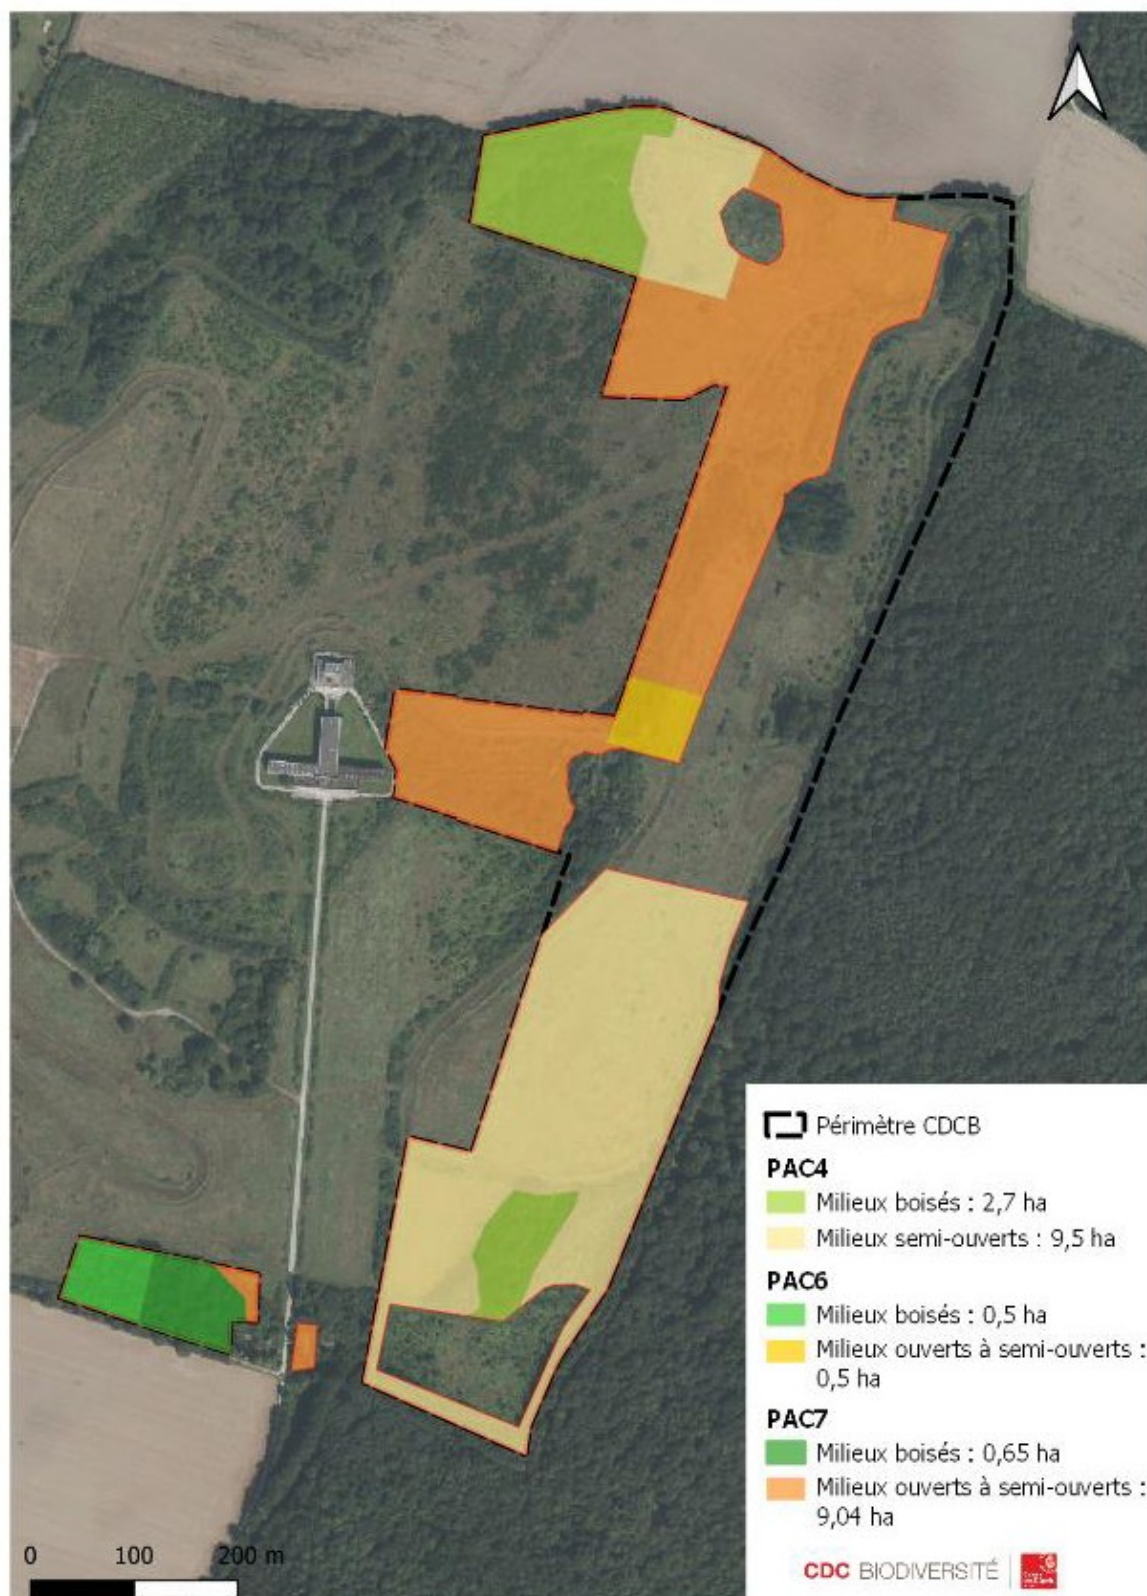 Périmètre CDCB
PAC4
Milieux boisés : 2,7 ha
Milieux semi-ouverts : 9,5 ha
PAC6
Milieux boisés : 0,5 ha
Milieux ouverts à semi-ouverts :
0,5 ha
PAC7
Milieux boisés : 0,65 ha
Milieux ouverts à semi-ouverts :
9,04 ha
0 100 200 m
CDC BIODIVERSITÉ